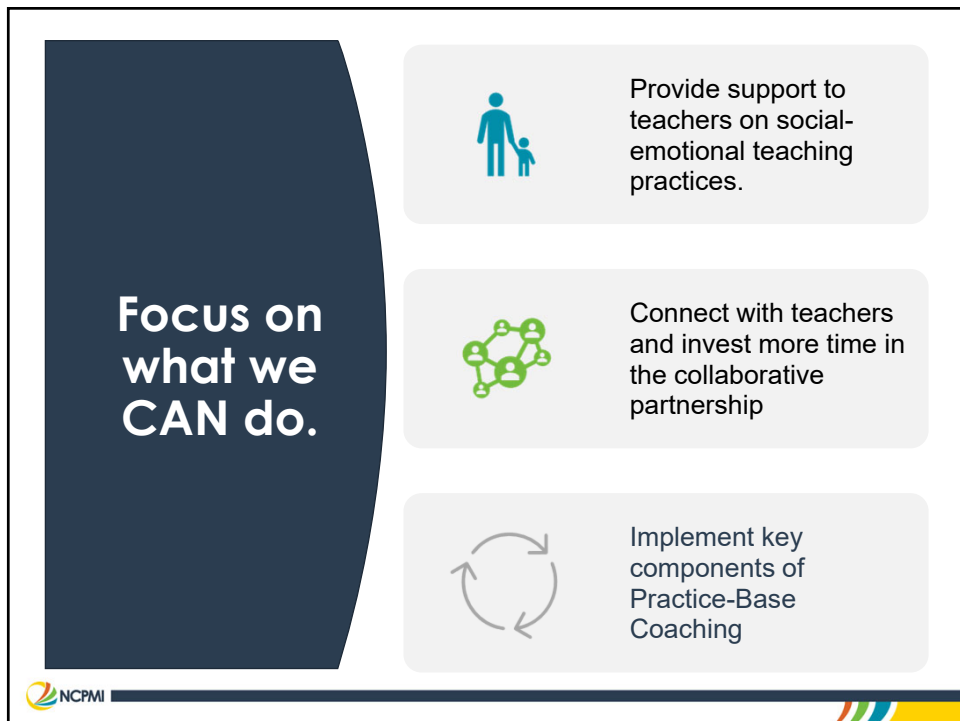 Focus on
what we
CAN do.
Provide support to
teachers on social-
emotional teaching
practices.
Connect with teachers
and invest more time in
the collaborative
partnership
Implement key
components of
Practice-Base
Coaching
NCPMI